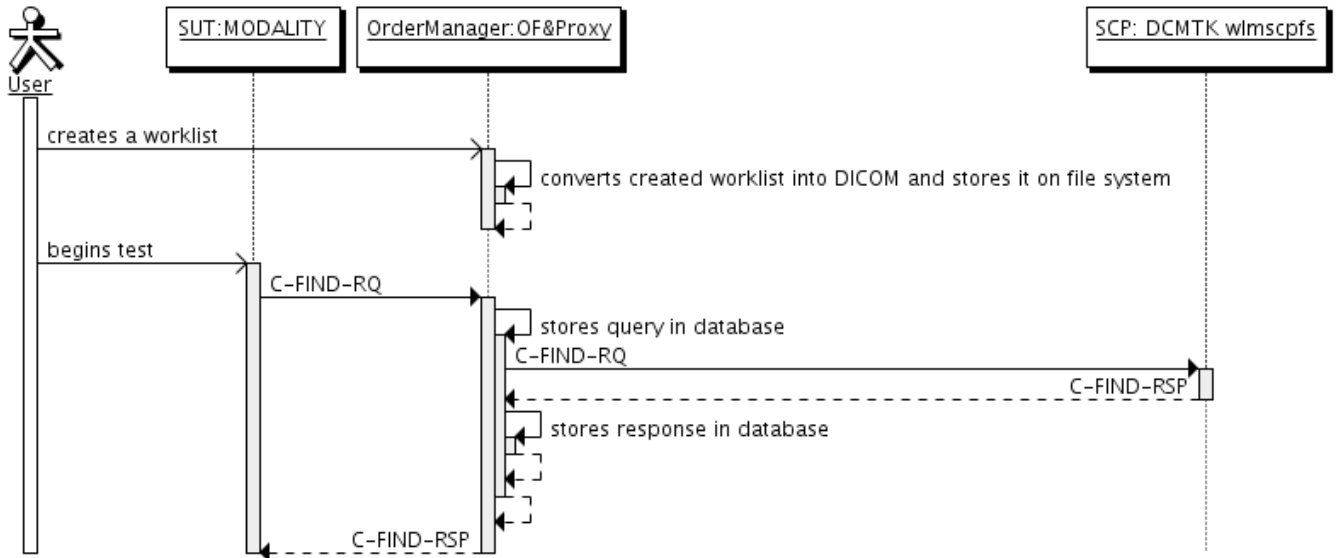 SUT:MODALITY
OrderManager:OF&Proxy
SCP: DCMTK wlmscpfs
User
creates a worklist
converts created worklist into DICOM and stores it on file system
begins test
C-FIND-RQ
stores query in database
C-FIND-RQ
C-FIND-RSP
stores response in database
C-FIND-RSP